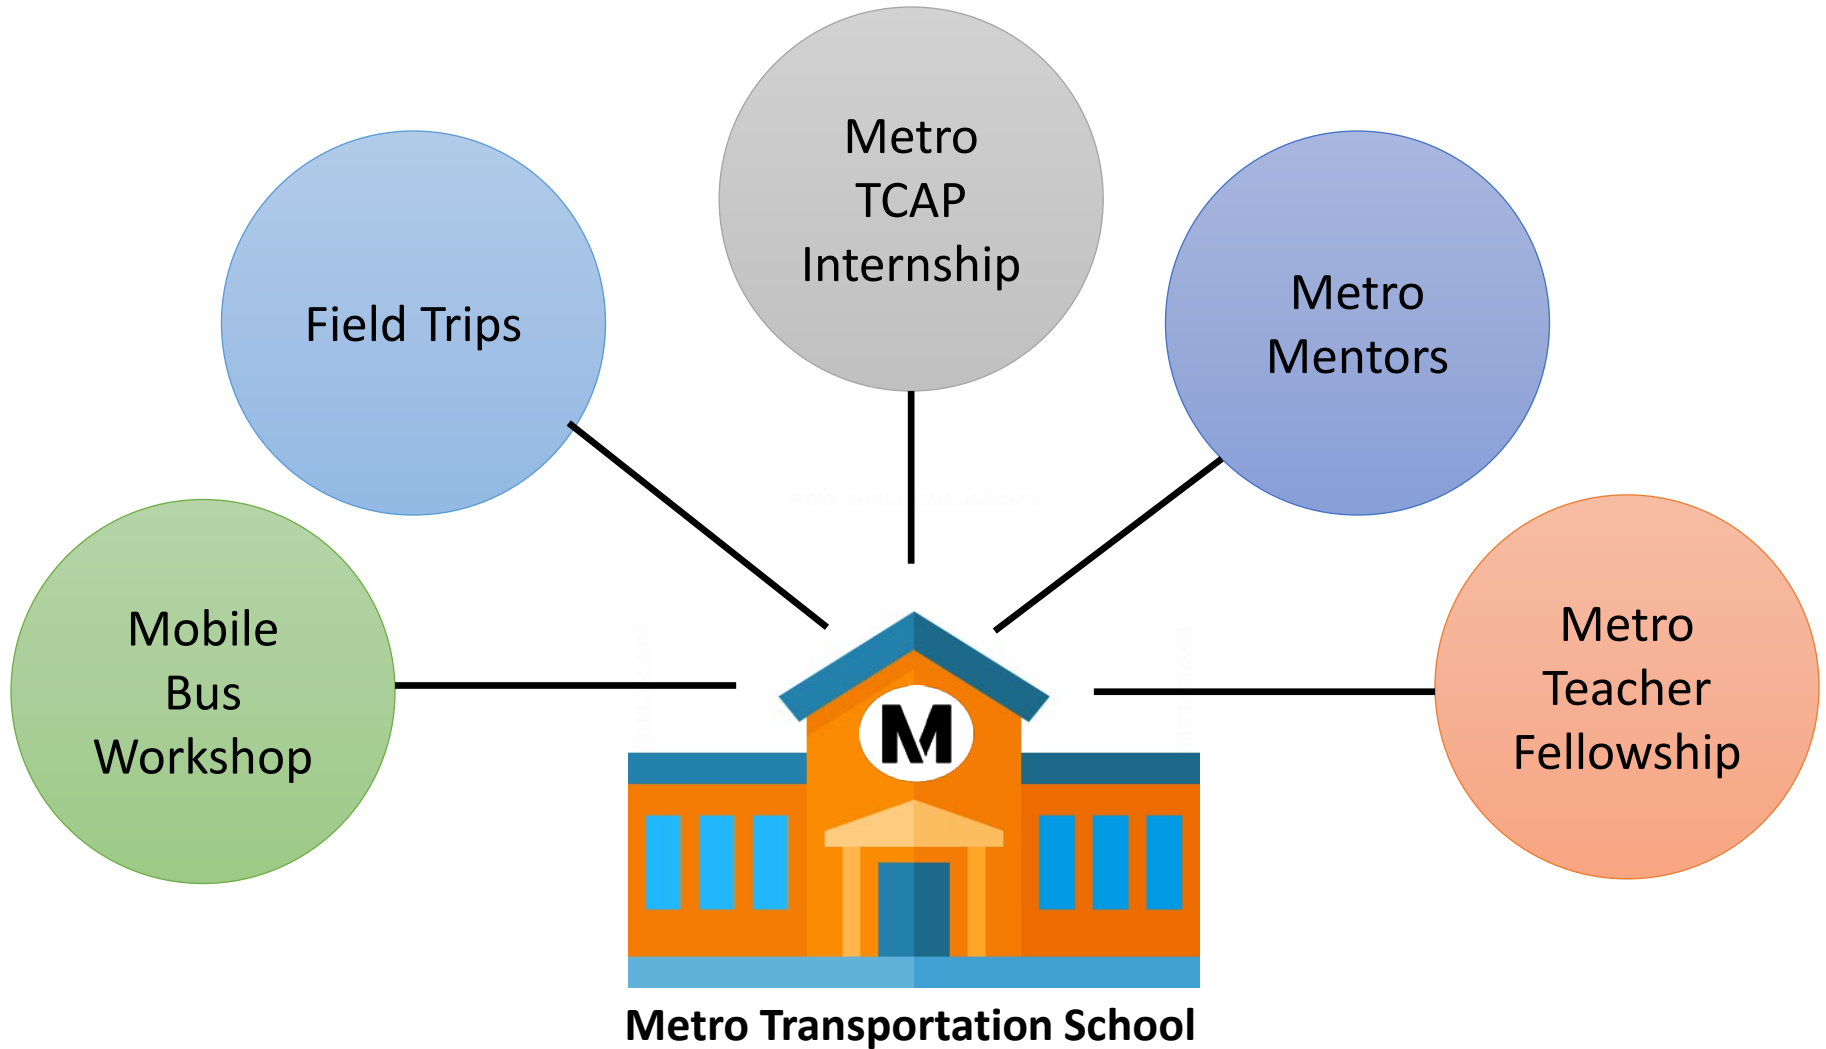 Metro
TCAP
Internship
Field Trips
Metro
Mentors
Mobile
Bus
Workshop
Metro
Teacher
Fellowship
M
Metro Transportation School